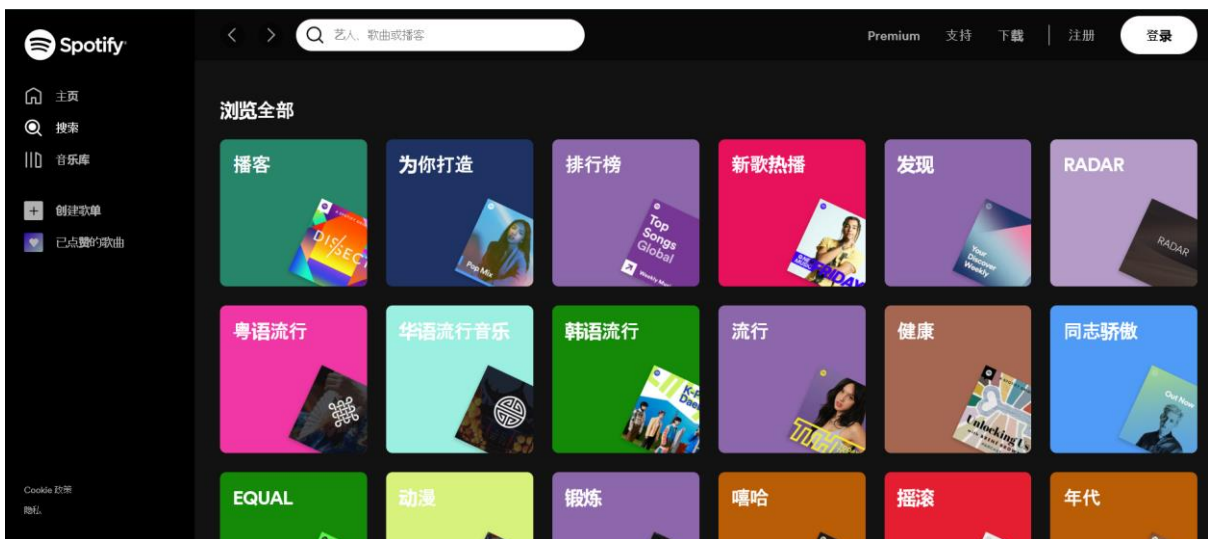 Spotify
艺人、歌曲或播客
Premium 支持 下载 注册 登录
主页
搜索
音乐库
创建歌单
已点赞的歌曲
Cookie 政策
隐私
浏览全部
播客
DISSECT
为你打造
Pop Mix
排行榜
Top
Songs
Global
新歌热播
FRIDAY
发现
Your
Discover
Weekly
RADAR
RADAR
粤语流行
华语流行音乐
韩语流行
流行
健康
Unlocking Us
同志骄傲
Out Now
EQUAL
动漫
锻炼
嘻哈
摇滚
年代